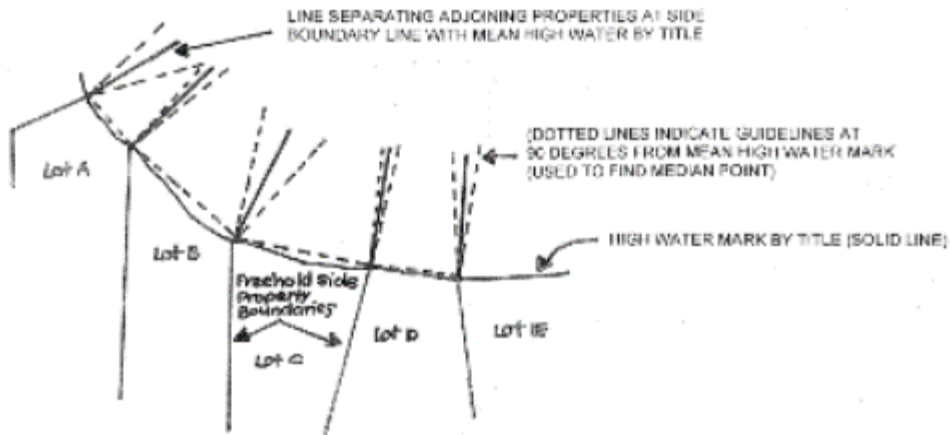 LINE SEPARATING ADJOINING PROPERTIES AT SIDE
BOUNDARY LINE WITH MEAN HIGH WATER BY TITLE
(DOTTED LINES INDICATE GUIDELINES AT
90 DEGREES FROM MEAN HIGH WATER MARK
(USED TO FIND MEDIAN POINT)
HIGH WATER MARK BY TITLE (SOLID LINE)
Lot A
Lot B
Freehold Side
Property
Boundaries
Lot C
Lot D
Lot E